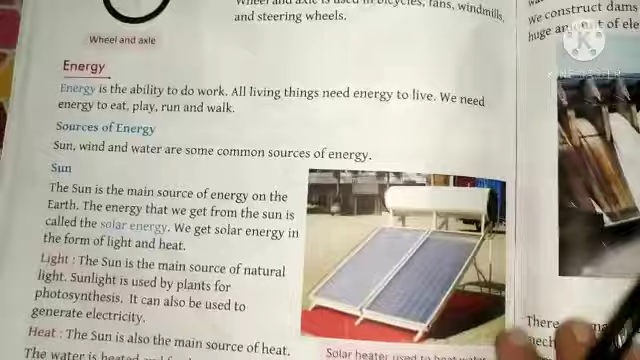 Wheel and axle is used in bicycles, fans, windmills,
and steering wheels.
Wheel and axle
Energy
Energy is the ability to do work. All living things need energy to live. We need
energy to eat, play, run and walk.
Sources of Energy
Sun, wind and water are some common sources of energy.
Sun
The Sun is the main source of energy on the
Earth. The energy that we get from the sun is
called the solar energy. We get solar energy in
the form of light and heat.
Light : The Sun is the main source of natural
light. Sunlight is used by plants for
photosynthesis. It can also be used to
generate electricity.
Heat : The Sun is also the main source of heat.
The water is heated and
Solar heater used to heat water
We construct dams
huge amount of ele
K
There
mech